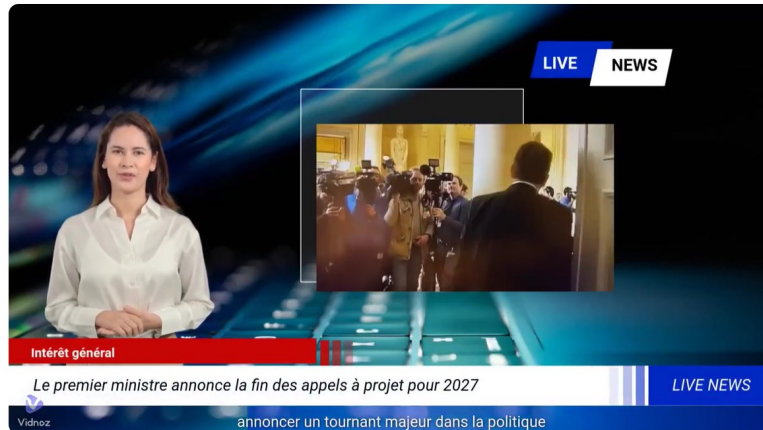 LIVE NEWS
Intérêt général
Le premier ministre annonce la fin des appels à projet pour 2027
LIVE NEWS
Vidnoz
annoncer un tournant majeur dans la politique